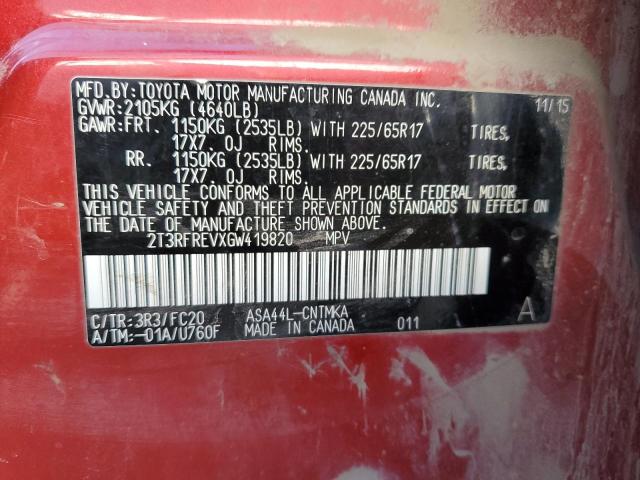 MFD.BY:TOYOTA MOTOR MANUFACTURING CANADA INC.
GVWR:2105KG (4640LB) 11/15
GAWR:FRT. 1150KG (2535LB) WITH 225/65R17 TIRES,
17X7.0J RIMS.
RR. 1150KG (2535LB) WITH 225/65R17 TIRES,
17X7.0J RIMS.
THIS VEHICLE CONFORMS TO ALL APPLICABLE FEDERAL MOTOR
VEHICLE SAFETY AND THEFT PREVENTION STANDARDS IN EFFECT ON
THE DATE OF MANUFACTURE SHOWN ABOVE.
2T3RFREVXGW419820 MPV
C/TR:3R3/FC20 ASA44L-CNTMKA
A/TM:-01A/U760F MADE IN CANADA 011 A